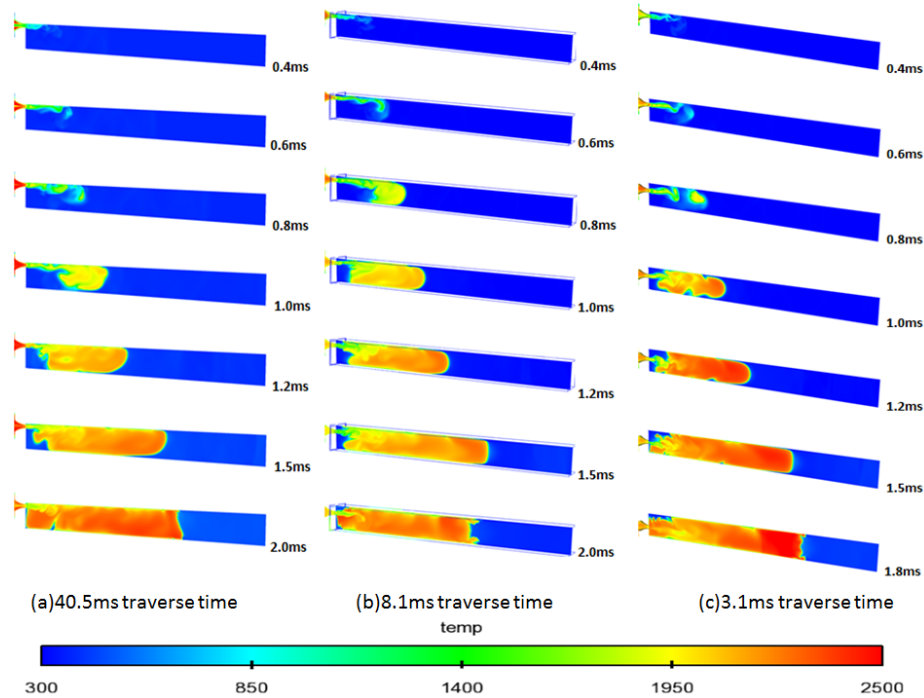 0.4ms 0.4ms 0.4ms
0.6ms 0.6ms 0.6ms
0.8ms 0.8ms 0.8ms
1.0ms 1.0ms 1.0ms
1.2ms 1.2ms 1.2ms
1.5ms 1.5ms 1.5ms
2.0ms 2.0ms 1.8ms
(a)40.5ms traverse time (b)8.1ms traverse time (c)3.1ms traverse time
temp
300 850 1400 1950 2500